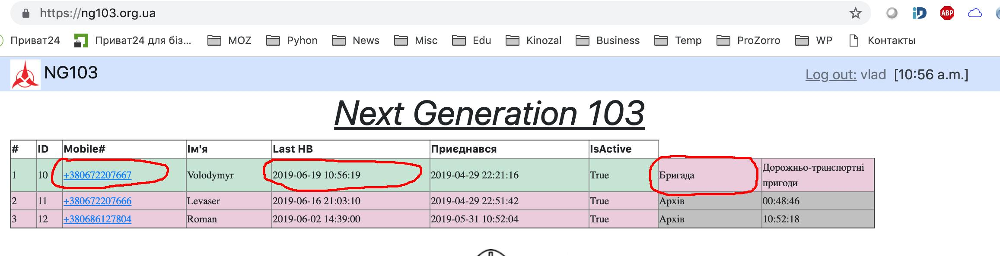 https://ng103.org.ua
ABP
Приват24 Приват24 для біз... MOZ Pyhon News Misc Edu Kinozal Business Temp ProZorro WP Контакты
NG103 Log out: vlad [10:56 a.m.]
Next Generation 103
# ID Mobile# Ім'я Last HB Приєднався IsActive
1 10 +380672207667 Volodymyr 2019-06-19 10:56:19 2019-04-29 22:21:16 True Бригада Дорожньо-транспортні
пригоди
2 11 +380672207666 Levaser 2019-06-16 21:03:10 2019-04-29 22:51:42 True Архів 00:48:46
3 12 +380686127804 Roman 2019-06-02 14:39:00 2019-05-31 10:52:04 True Архів 10:52:18